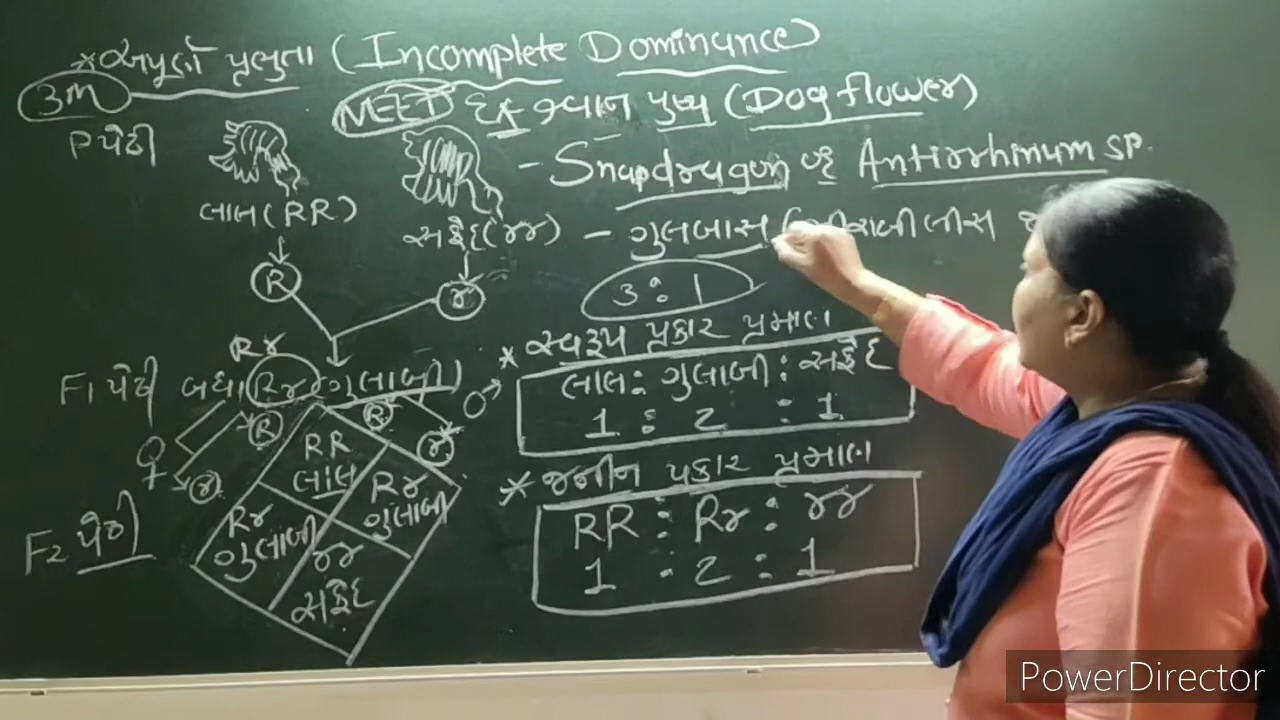 * અપૂર્ણ પ્રભુતા (Incomplete Dominance)
3M
NEET દા.ત શ્વાન પુષ્પ (Dog flower)
P પેઢી
- Snapdragon or Antirrhinum SP.
લાલ (RR)
સફેદ (rr)
- ગુલબાસ
R
r
3 : 1
* સ્વરૂપ પ્રકાર પ્રમાણ
Rr
F1 પેઢી બધા Rr (ગુલાબી)
લાલ : ગુલાબી : સફેદ
1 : 2 : 1
♀
♂
R
R
r
r
RR લાલ
Rr ગુલાબી
Rr ગુલાબી
rr સફેદ
* જનીન પ્રકાર પ્રમાણ
RR : Rr : rr
1 : 2 : 1
F2 પેઢી
PowerDirector